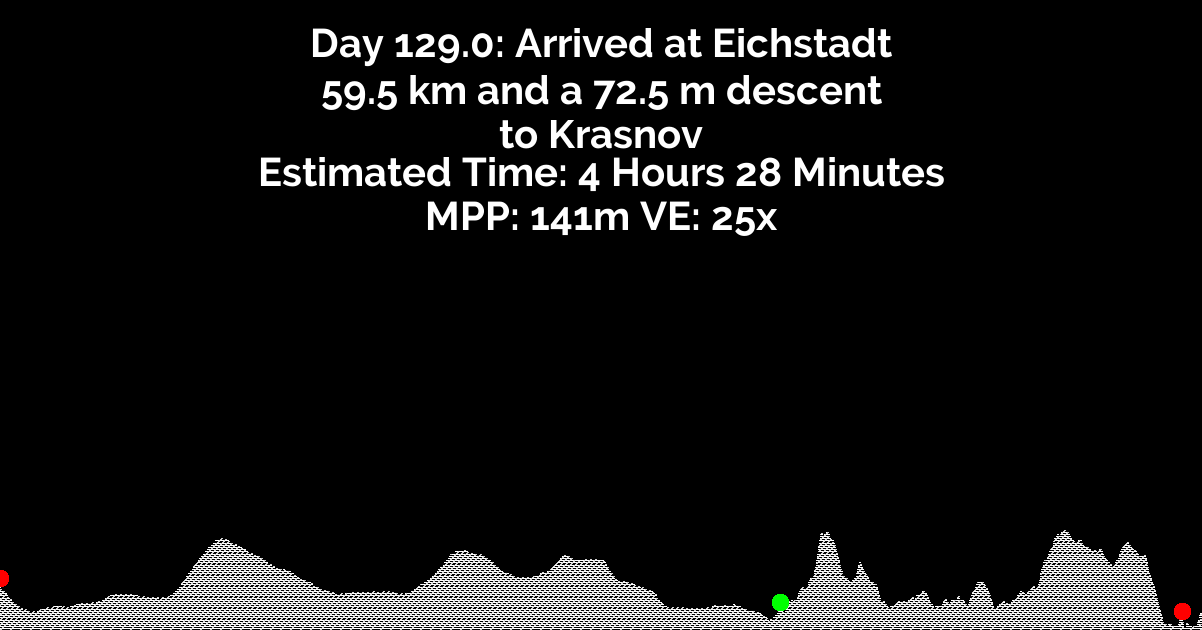 Day 129.0: Arrived at Eichstadt
59.5 km and a 72.5 m descent
to Krasnov
Estimated Time: 4 Hours 28 Minutes
MPP: 141m VE: 25x